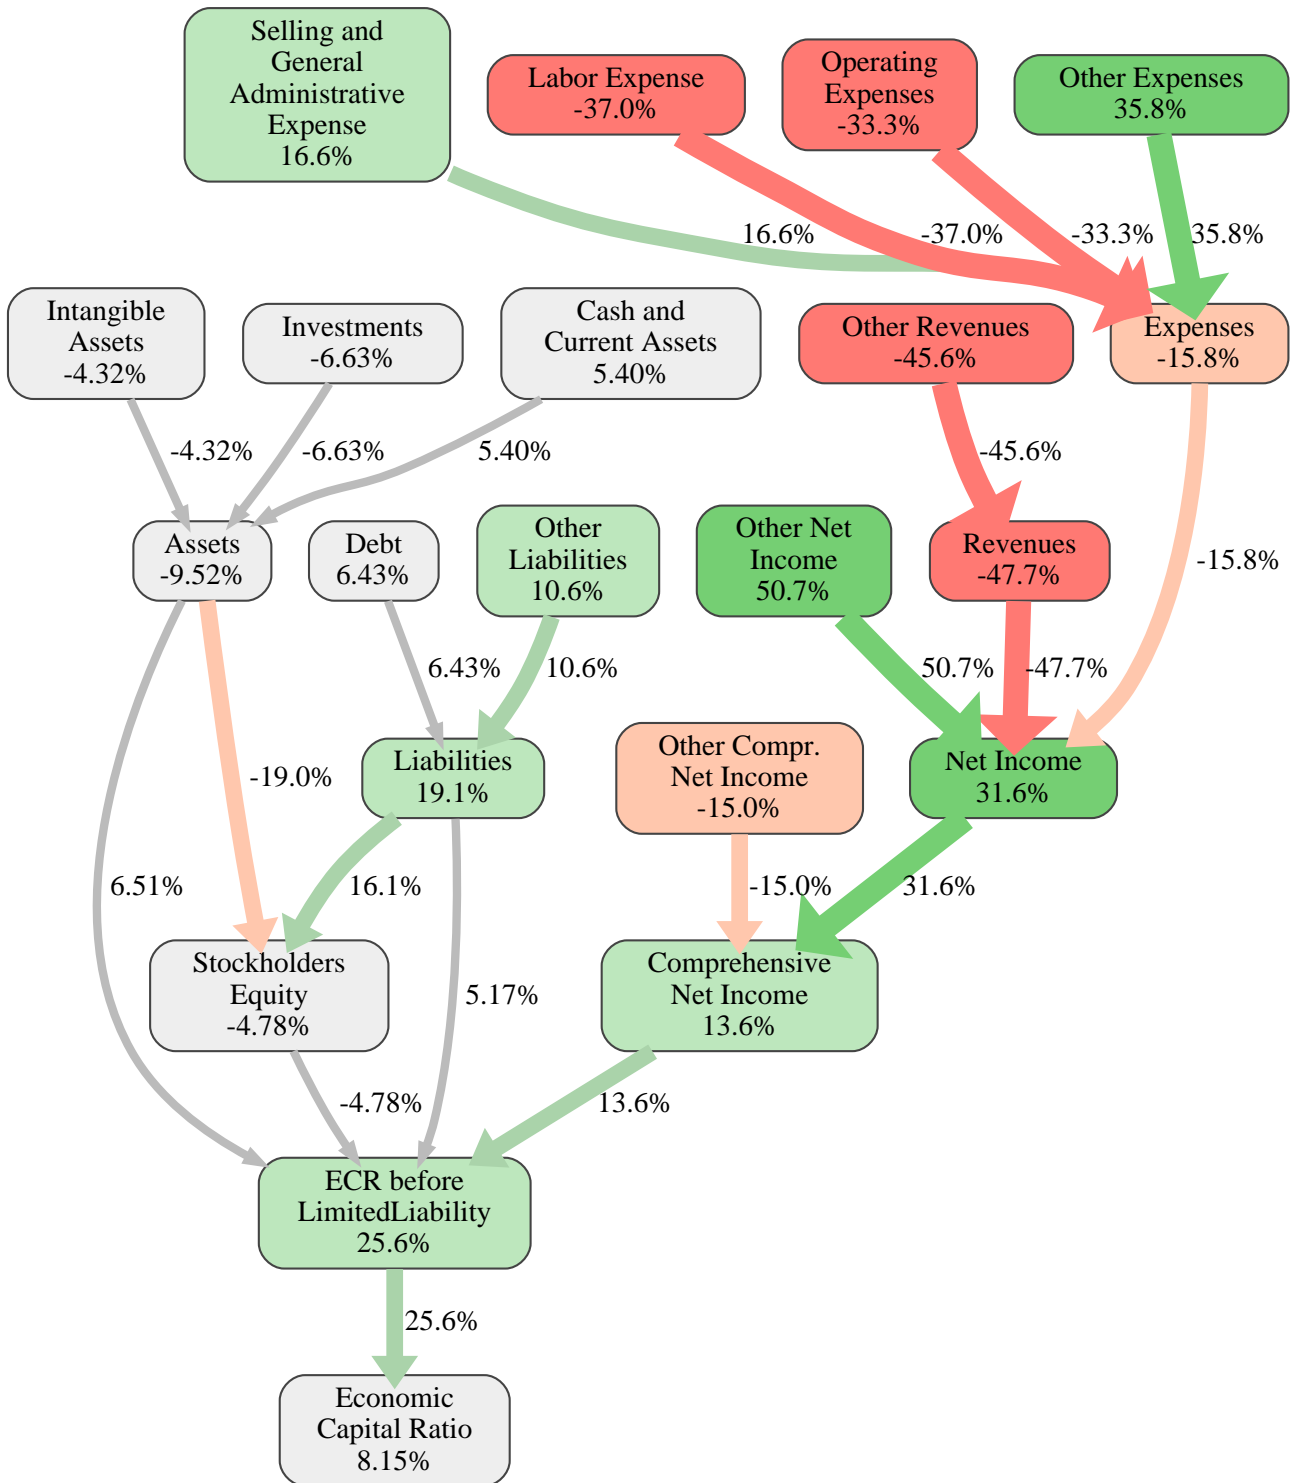 Selling and
General
Administrative
Expense
16.6%
Labor Expense
-37.0%
Operating
Expenses
-33.3%
Other Expenses
35.8%
16.6%
-37.0%
-33.3%
35.8%
Intangible
Assets
-4.32%
Investments
-6.63%
Cash and
Current Assets
5.40%
Other Revenues
-45.6%
Expenses
-15.8%
-4.32%
-6.63%
5.40%
-45.6%
-15.8%
Assets
-9.52%
Debt
6.43%
Other
Liabilities
10.6%
Other Net
Income
50.7%
Revenues
-47.7%
6.43%
10.6%
50.7%
-47.7%
-19.0%
Liabilities
19.1%
Other Compr.
Net Income
-15.0%
Net Income
31.6%
6.51%
16.1%
-15.0%
31.6%
Stockholders
Equity
-4.78%
5.17%
Comprehensive
Net Income
13.6%
-4.78%
13.6%
ECR before
LimitedLiability
25.6%
25.6%
Economic
Capital Ratio
8.15%